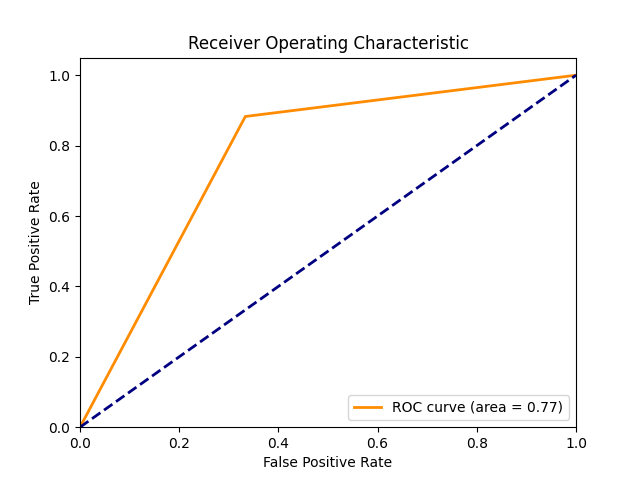 Receiver Operating Characteristic
1.0
0.8
0.6
0.4
0.2
0.0
True Positive Rate
ROC curve (area = 0.77)
0.0 0.2 0.4 0.6 0.8 1.0
False Positive Rate